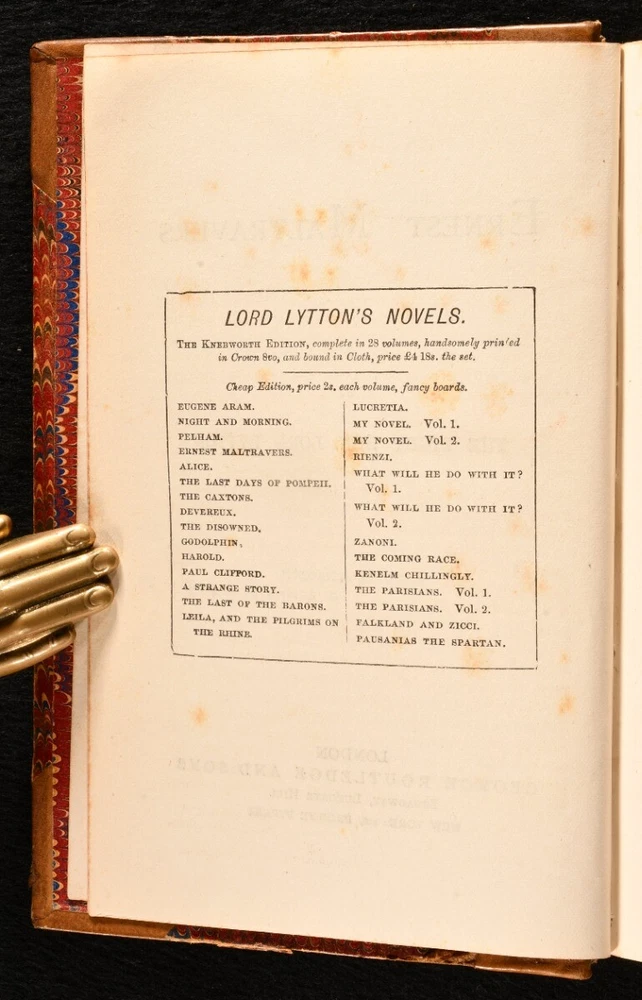 LORD LYTTON'S NOVELS.
THE KNEBWORTH EDITION, complete in 28 volumes, handsomely prin'ed
in Crown 8vo, and bound in Cloth, price £4 18s. the set.
Cheap Edition, price 2s. each volume, fancy boards.
EUGENE ARAM.
NIGHT AND MORNING.
PELHAM.
ERNEST MALTRAVERS.
ALICE.
THE LAST DAYS OF POMPEII.
THE CAXTONS.
DEVEREUX.
THE DISOWNED.
GODOLPHIN.
HAROLD.
PAUL CLIFFORD.
A STRANGE STORY.
THE LAST OF THE BARONS.
LEILA, AND THE PILGRIMS ON
THE RHINE.
LUCRETIA.
MY NOVEL. Vol. 1.
MY NOVEL. Vol. 2.
RIENZI.
WHAT WILL HE DO WITH IT?
Vol. 1.
WHAT WILL HE DO WITH IT?
Vol. 2.
ZANONI.
THE COMING RACE.
KENELM CHILLINGLY.
THE PARISIANS. Vol. 1.
THE PARISIANS. Vol. 2.
FALKLAND AND ZICCI.
PAUSANIAS THE SPARTAN.